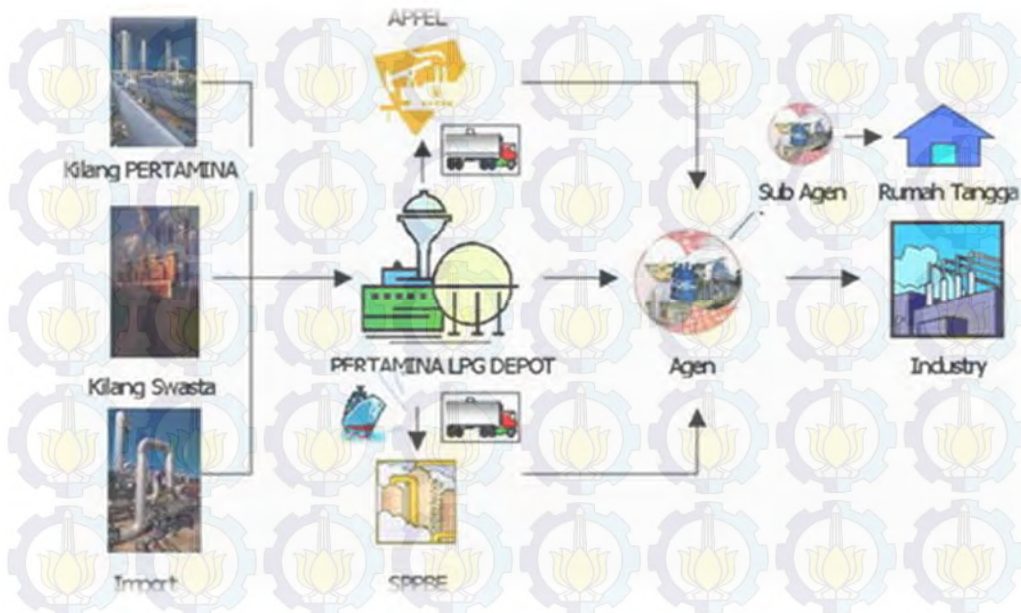 APPEL
Kilang PERTAMINA
Sub Agen
Rumah Tangga
PERTAMINA LPG DEPOT
Agen
Industry
Kilang Swasta
Import
SPPBE